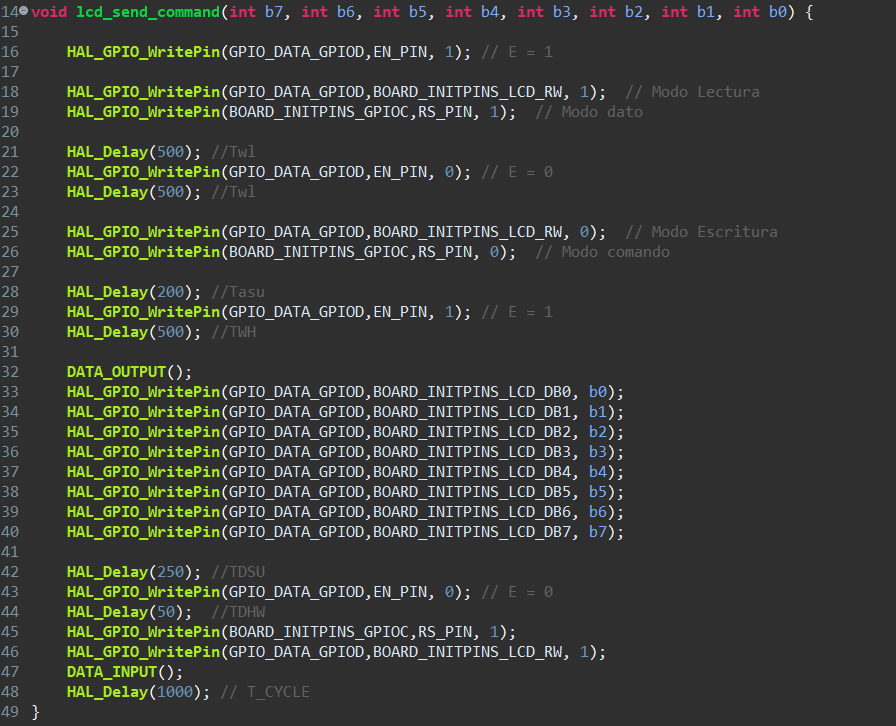 14 void lcd_send_command(int b7, int b6, int b5, int b4, int b3, int b2, int b1, int b0) {
15
16 HAL_GPIO_WritePin(GPIO_DATA_GPIOD,EN_PIN, 1); // E = 1
17
18 HAL_GPIO_WritePin(GPIO_DATA_GPIOD,BOARD_INITPINS_LCD_RW, 1); // Modo Lectura
19 HAL_GPIO_WritePin(BOARD_INITPINS_GPIOC,RS_PIN, 1); // Modo dato
20
21 HAL_Delay(500); //Twl
22 HAL_GPIO_WritePin(GPIO_DATA_GPIOD,EN_PIN, 0); // E = 0
23 HAL_Delay(500); //Twl
24
25 HAL_GPIO_WritePin(GPIO_DATA_GPIOD,BOARD_INITPINS_LCD_RW, 0); // Modo Escritura
26 HAL_GPIO_WritePin(BOARD_INITPINS_GPIOC,RS_PIN, 0); // Modo comando
27
28 HAL_Delay(200); //Tasu
29 HAL_GPIO_WritePin(GPIO_DATA_GPIOD,EN_PIN, 1); // E = 1
30 HAL_Delay(500); //TWH
31
32 DATA_OUTPUT();
33 HAL_GPIO_WritePin(GPIO_DATA_GPIOD,BOARD_INITPINS_LCD_DB0, b0);
34 HAL_GPIO_WritePin(GPIO_DATA_GPIOD,BOARD_INITPINS_LCD_DB1, b1);
35 HAL_GPIO_WritePin(GPIO_DATA_GPIOD,BOARD_INITPINS_LCD_DB2, b2);
36 HAL_GPIO_WritePin(GPIO_DATA_GPIOD,BOARD_INITPINS_LCD_DB3, b3);
37 HAL_GPIO_WritePin(GPIO_DATA_GPIOD,BOARD_INITPINS_LCD_DB4, b4);
38 HAL_GPIO_WritePin(GPIO_DATA_GPIOD,BOARD_INITPINS_LCD_DB5, b5);
39 HAL_GPIO_WritePin(GPIO_DATA_GPIOD,BOARD_INITPINS_LCD_DB6, b6);
40 HAL_GPIO_WritePin(GPIO_DATA_GPIOD,BOARD_INITPINS_LCD_DB7, b7);
41
42 HAL_Delay(250); //TDSU
43 HAL_GPIO_WritePin(GPIO_DATA_GPIOD,EN_PIN, 0); // E = 0
44 HAL_Delay(50); //TDHW
45 HAL_GPIO_WritePin(BOARD_INITPINS_GPIOC,RS_PIN, 1);
46 HAL_GPIO_WritePin(GPIO_DATA_GPIOD,BOARD_INITPINS_LCD_RW, 1);
47 DATA_INPUT();
48 HAL_Delay(1000); // T_CYCLE
49 }